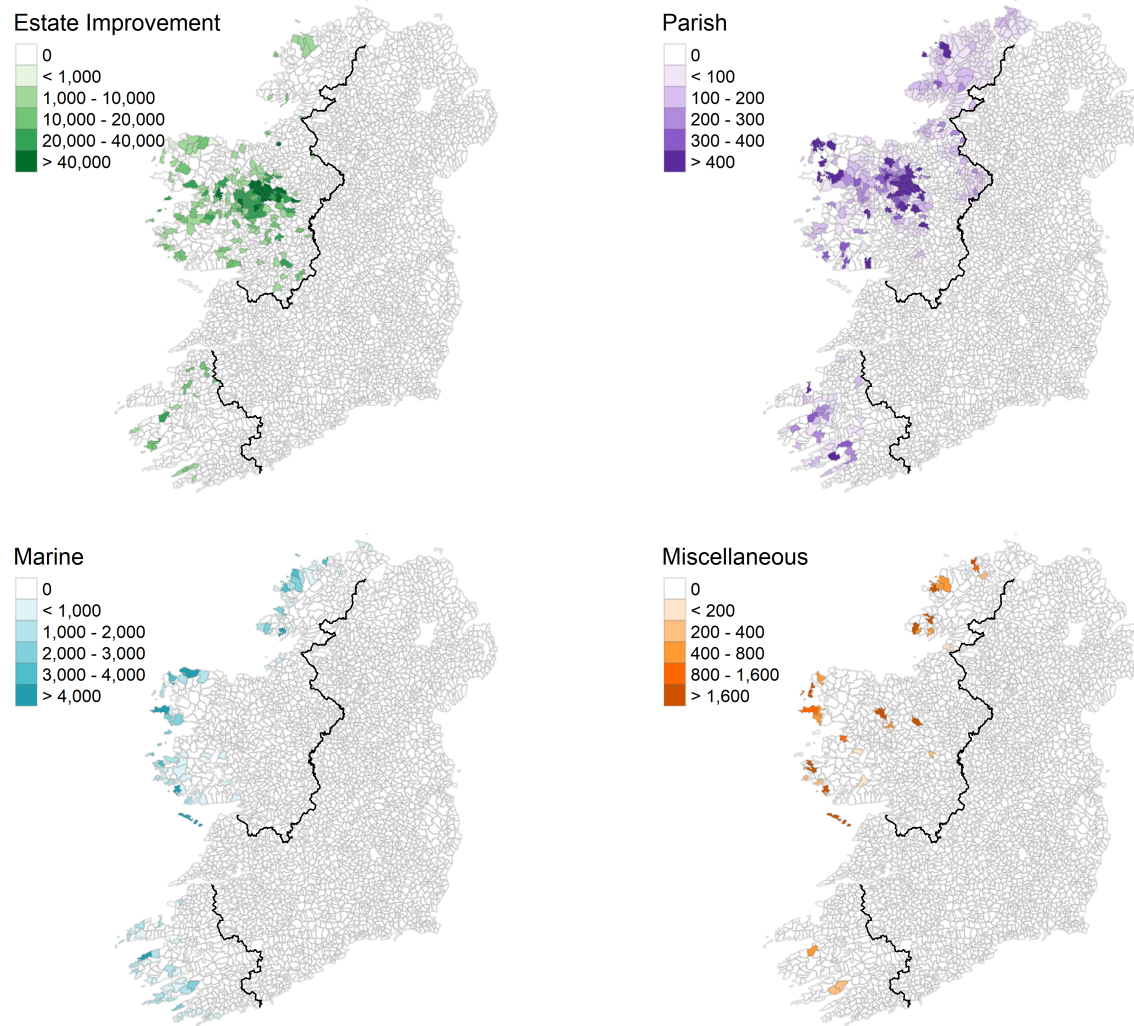 Estate Improvement
0
< 1,000
1,000 - 10,000
10,000 - 20,000
20,000 - 40,000
> 40,000
Parish
0
< 100
100 - 200
200 - 300
300 - 400
> 400
Marine
0
< 1,000
1,000 - 2,000
2,000 - 3,000
3,000 - 4,000
> 4,000
Miscellaneous
0
< 200
200 - 400
400 - 800
800 - 1,600
> 1,600